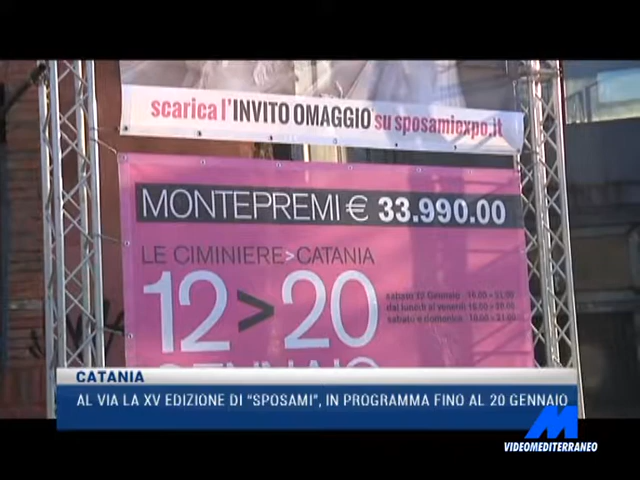 scarica l'INVITO OMAGGIO su sposamiexpo.it
MONTEPREMI € 33.990.00
LE CIMINIERE>CATANIA
12>20
GENNAIO
CATANIA
AL VIA LA XV EDIZIONE DI "SPOSAMI", IN PROGRAMMA FINO AL 20 GENNAIO
VIDEOMEDITERRANEO